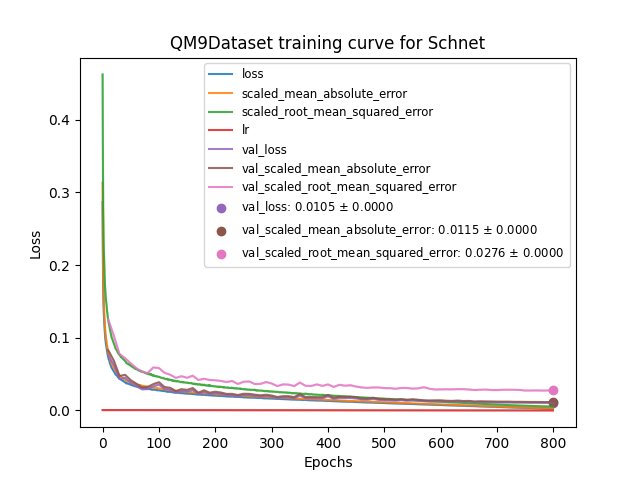 QM9Dataset training curve for Schnet
loss
scaled_mean_absolute_error
scaled_root_mean_squared_error
lr
val_loss
val_scaled_mean_absolute_error
val_scaled_root_mean_squared_error
val_loss: 0.0105 ± 0.0000
val_scaled_mean_absolute_error: 0.0115 ± 0.0000
val_scaled_root_mean_squared_error: 0.0276 ± 0.0000
Loss
0.4
0.3
0.2
0.1
0.0
0 100 200 300 400 500 600 700 800
Epochs